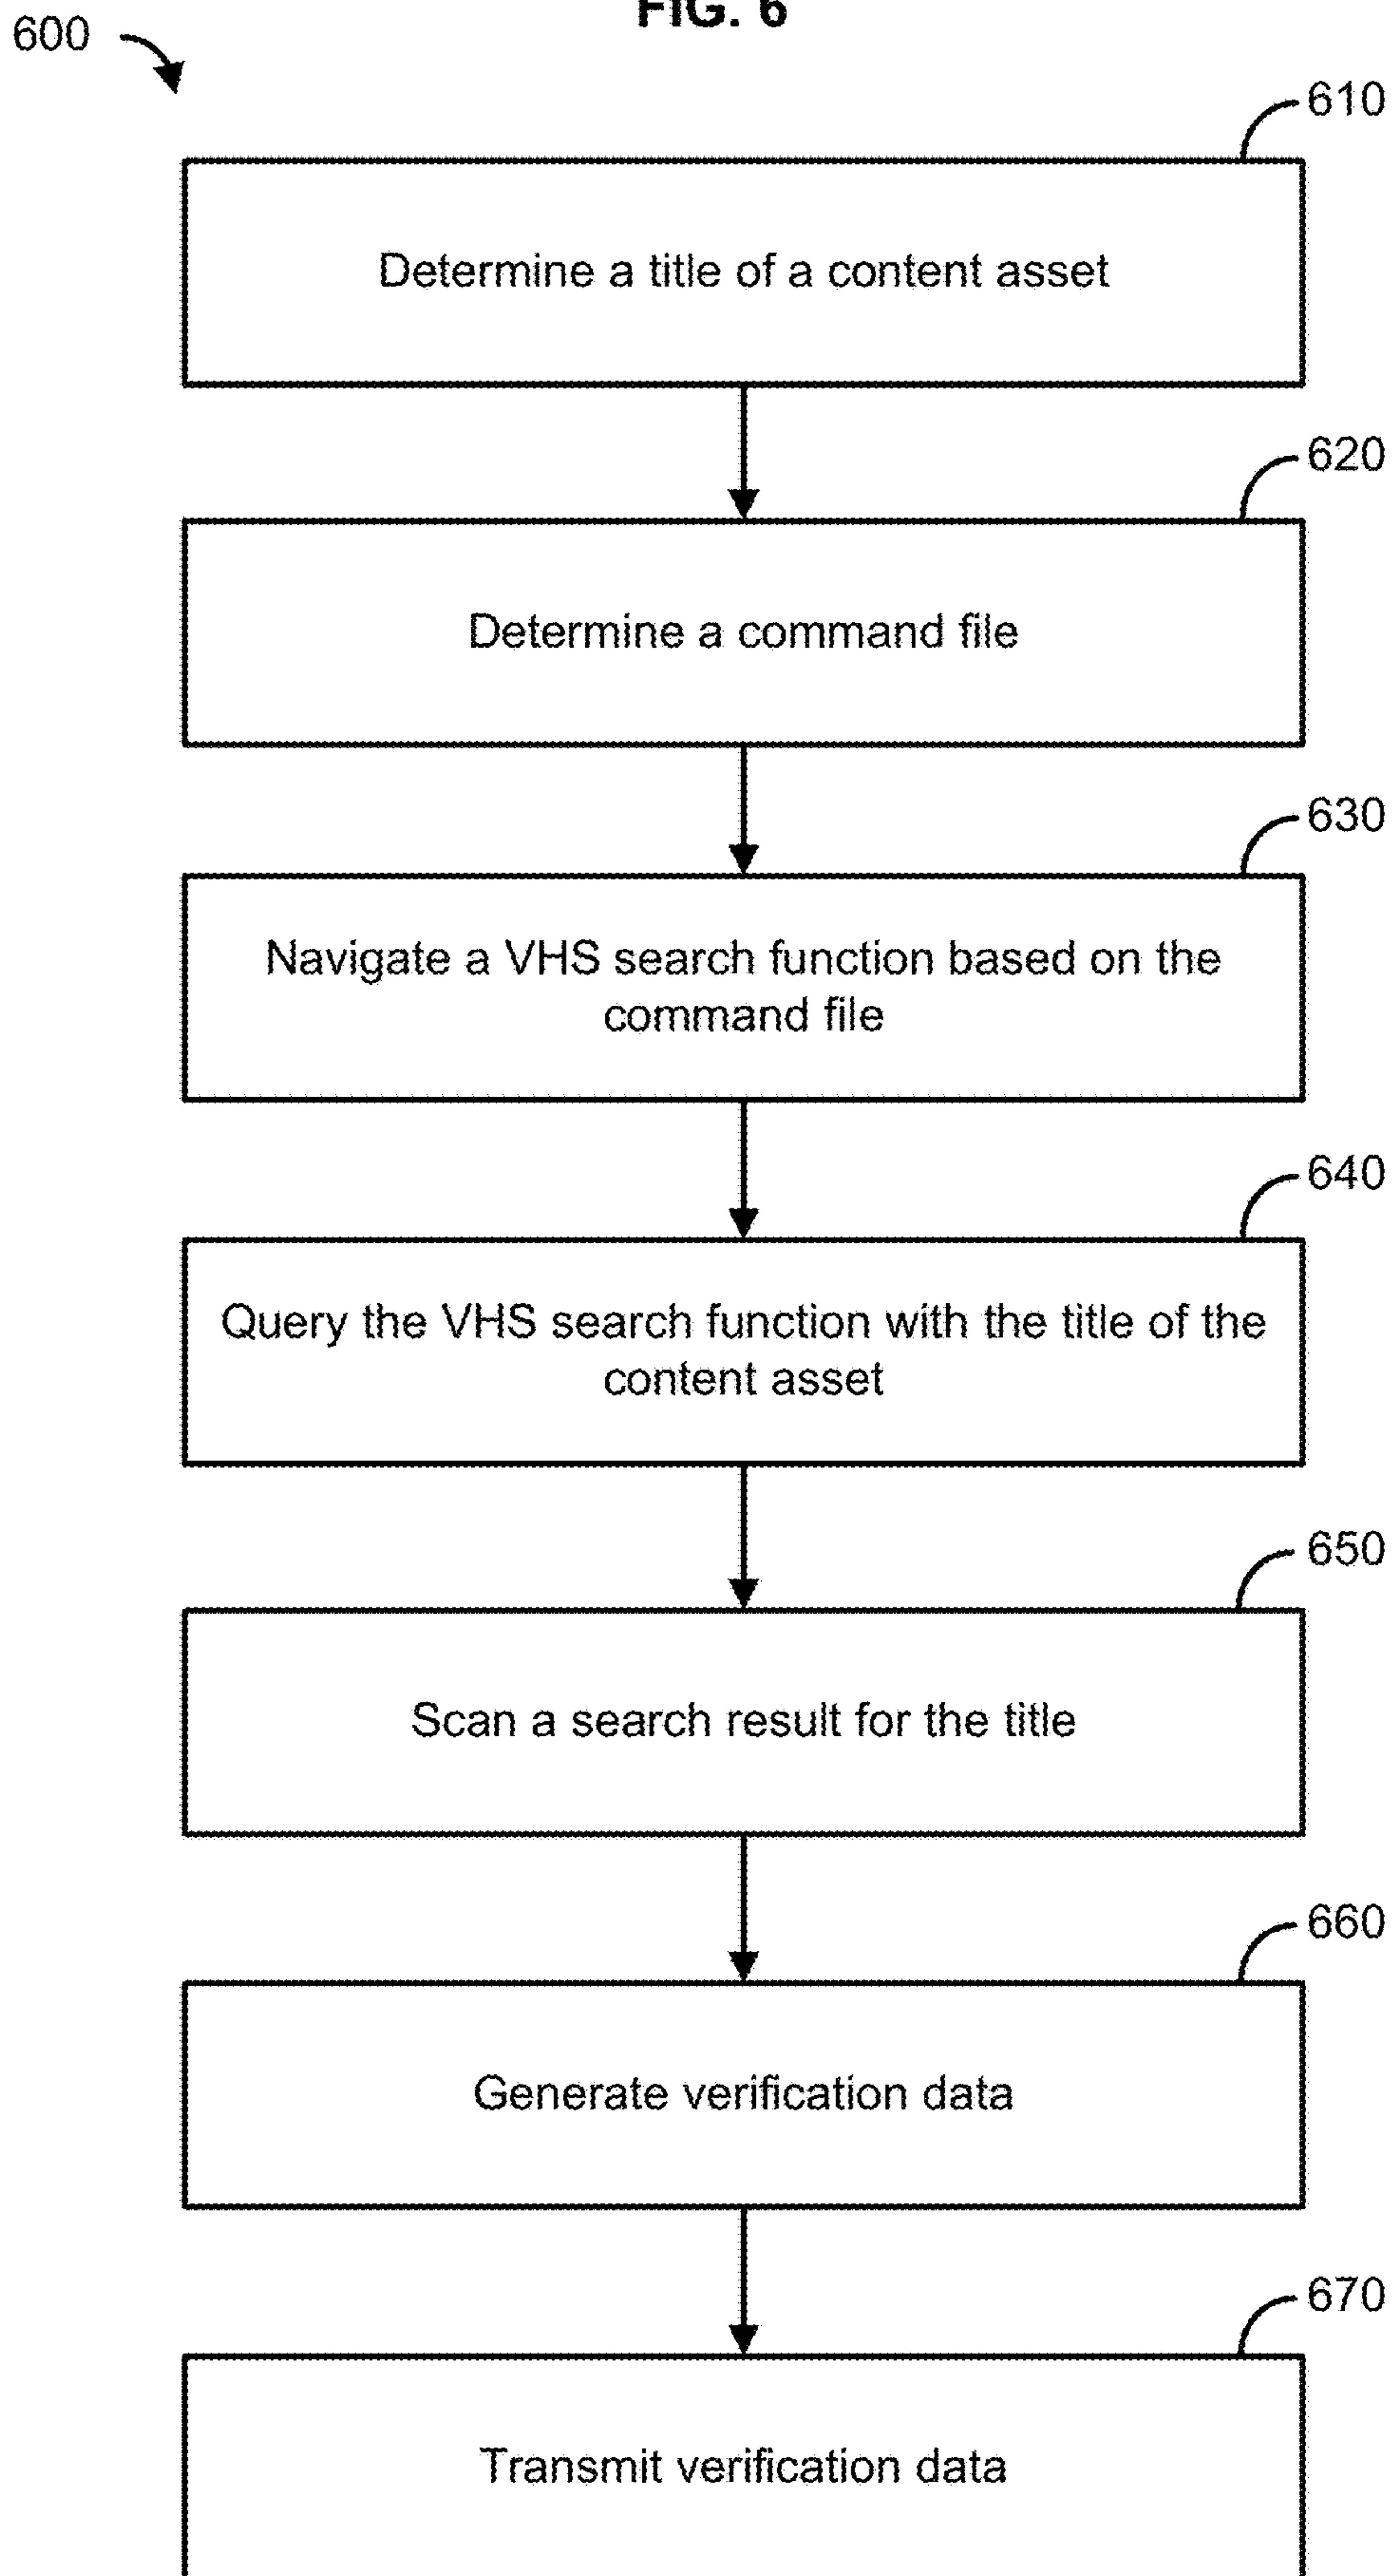 FIG. 6
600
610
Determine a title of a content asset
620
Determine a command file
630
Navigate a VHS search function based on the
command file
640
Query the VHS search function with the title of the
content asset
650
Scan a search result for the title
660
Generate verification data
670
Transmit verification data